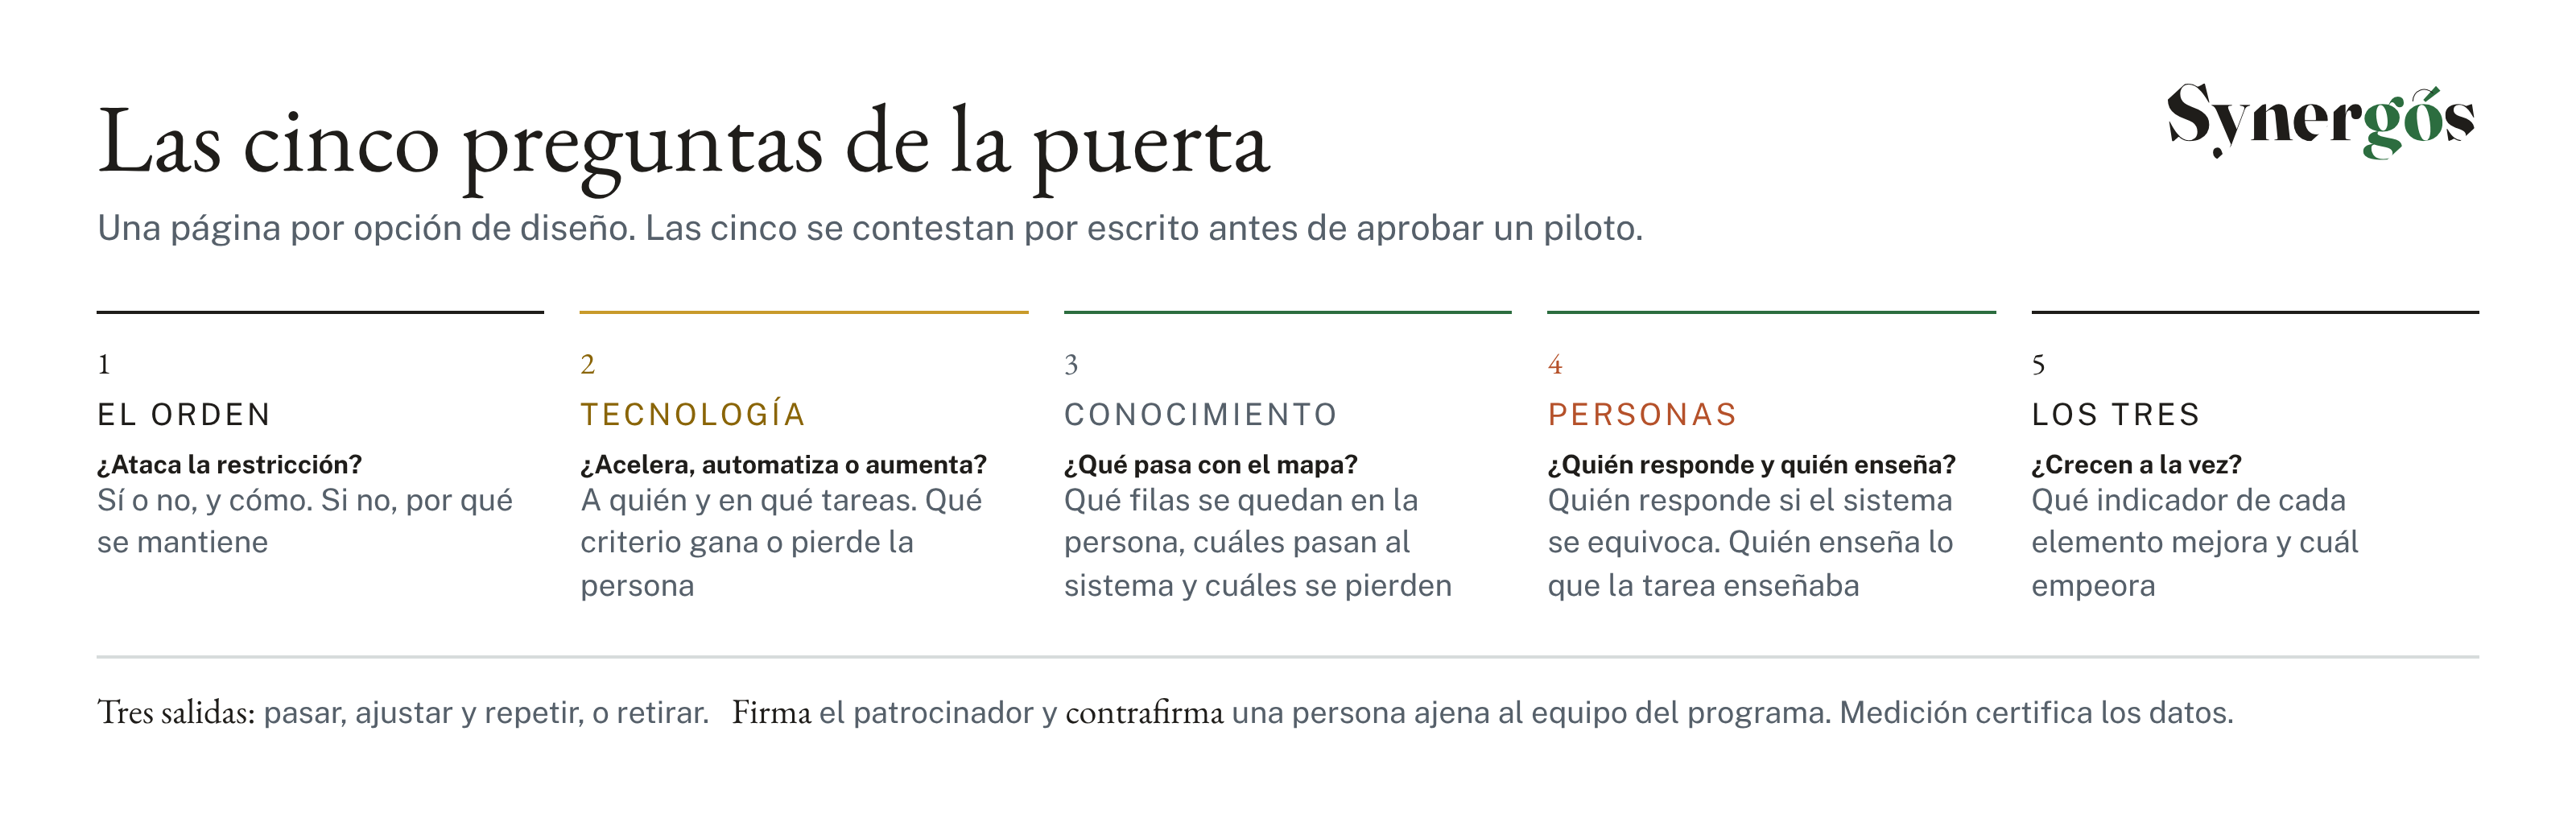 Las cinco preguntas de la puerta
Synergós
Una página por opción de diseño. Las cinco se contestan por escrito antes de aprobar un piloto.
1
EL ORDEN
¿Ataca la restricción?
Sí o no, y cómo. Si no, por qué
se mantiene
2
TECNOLOGÍA
¿Acelera, automatiza o aumenta?
A quién y en qué tareas. Qué
criterio gana o pierde la
persona
3
CONOCIMIENTO
¿Qué pasa con el mapa?
Qué filas se quedan en la
persona, cuáles pasan al
sistema y cuáles se pierden
4
PERSONAS
¿Quién responde y quién enseña?
Quién responde si el sistema
se equivoca. Quién enseña lo
que la tarea enseñaba
5
LOS TRES
¿Crecen a la vez?
Qué indicador de cada
elemento mejora y cuál
empeora
Tres salidas: pasar, ajustar y repetir, o retirar. Firma el patrocinador y contrafirma una persona ajena al equipo del programa. Medición certifica los datos.